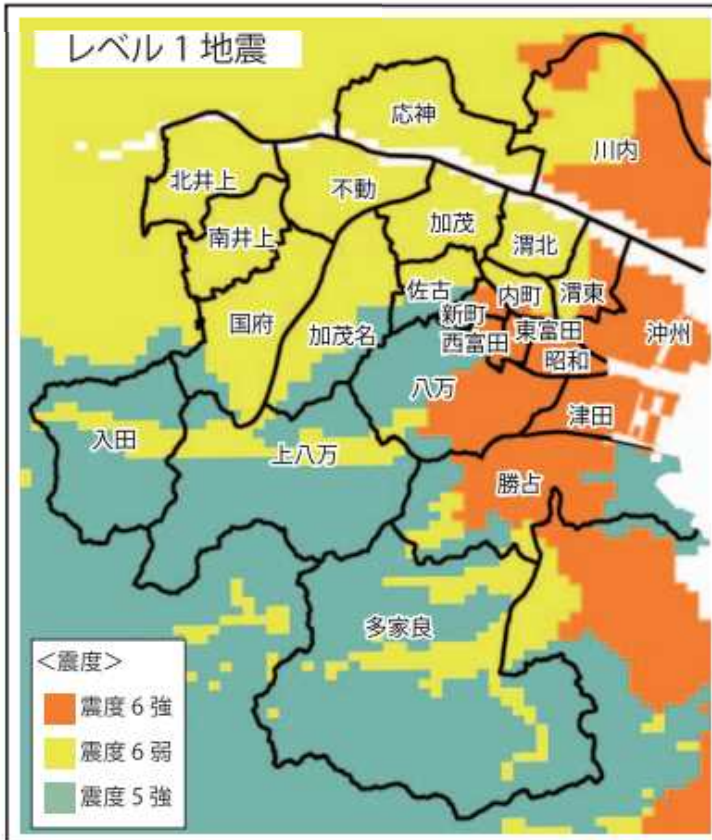 レベル1地震
応神
川内
北井上
不動
南井上
加茂
渭北
佐古
内町
渭東
国府
加茂名
新町
東富田
沖州
西富田
昭和
八万
津田
入田
上八万
勝占
多家良
<震度>
震度6強
震度6弱
震度5強